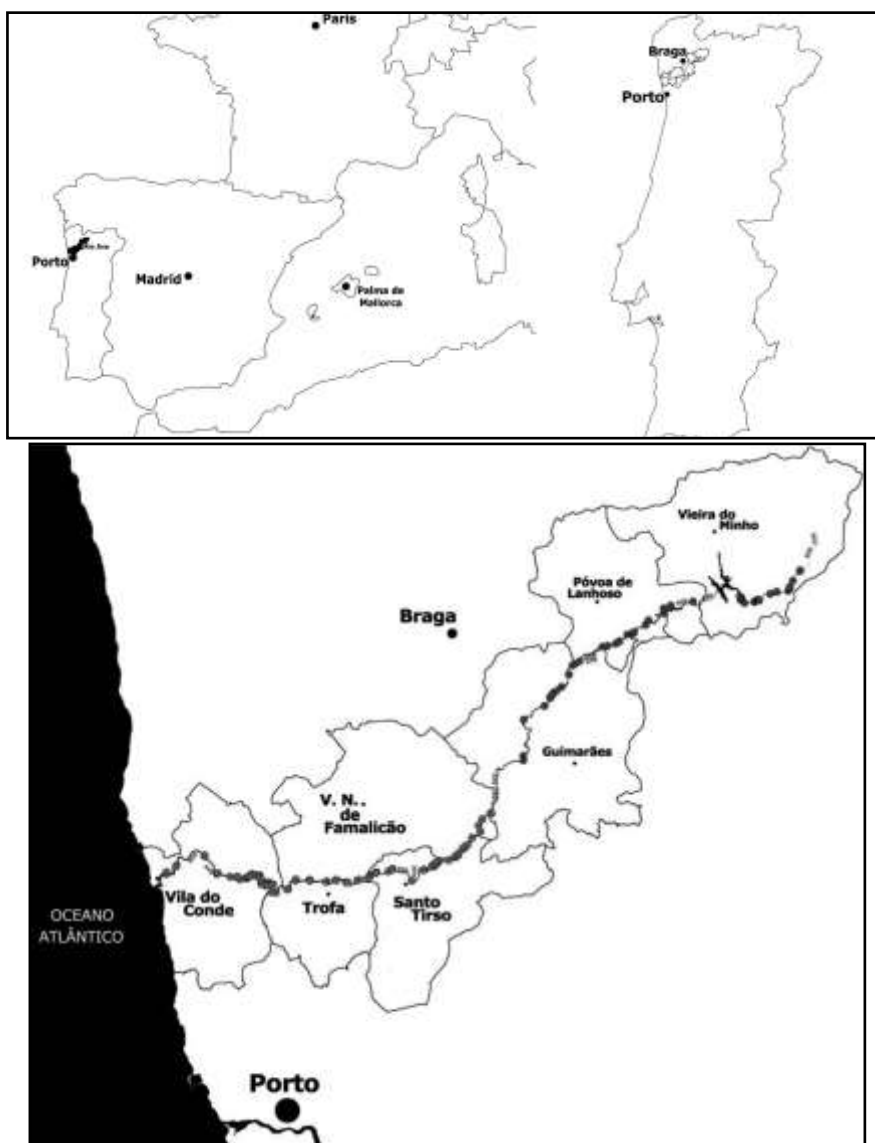 Paris
Porto
Madrid
Palma de
Mallorca
Braga
Porto
Vieira do
Minho
Póvoa de
Lanhoso
Braga
Guimarães
V. N..
de
Famalicão
Vila do
Conde
Trofa
Santo
Tirso
OCEANO
ATLÂNTICO
Porto